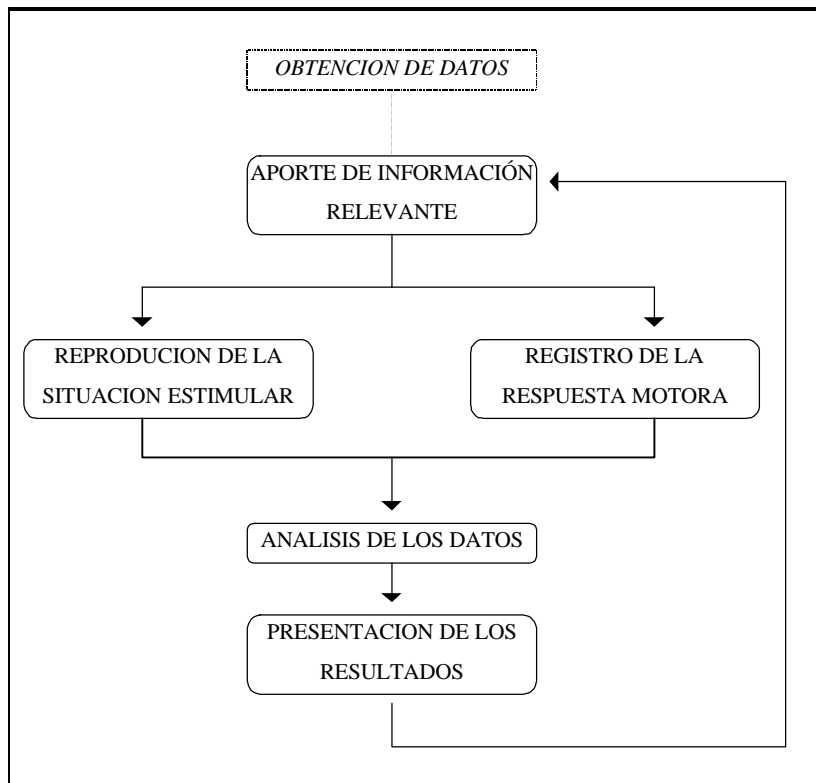 OBTENCION DE DATOS
APORTE DE INFORMACIÓN
RELEVANTE
REPRODUCION DE LA
SITUACION ESTIMULAR
REGISTRO DE LA
RESPUESTA MOTORA
ANALISIS DE LOS DATOS
PRESENTACION DE LOS
RESULTADOS